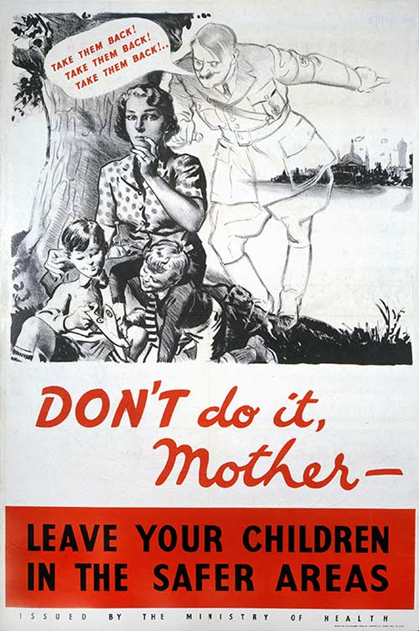 TAKE THEM BACK!
TAKE THEM BACK!
TAKE THEM BACK!..
DON'T do it,
Mother—
LEAVE YOUR CHILDREN
IN THE SAFER AREAS
ISSUED BY THE MINISTRY OF HEALTH